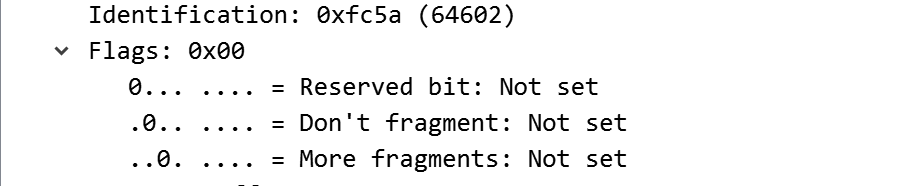 Identification: 0xfc5a (64602)
Flags: 0x00
0... .... = Reserved bit: Not set
.0.. .... = Don't fragment: Not set
..0. .... = More fragments: Not set